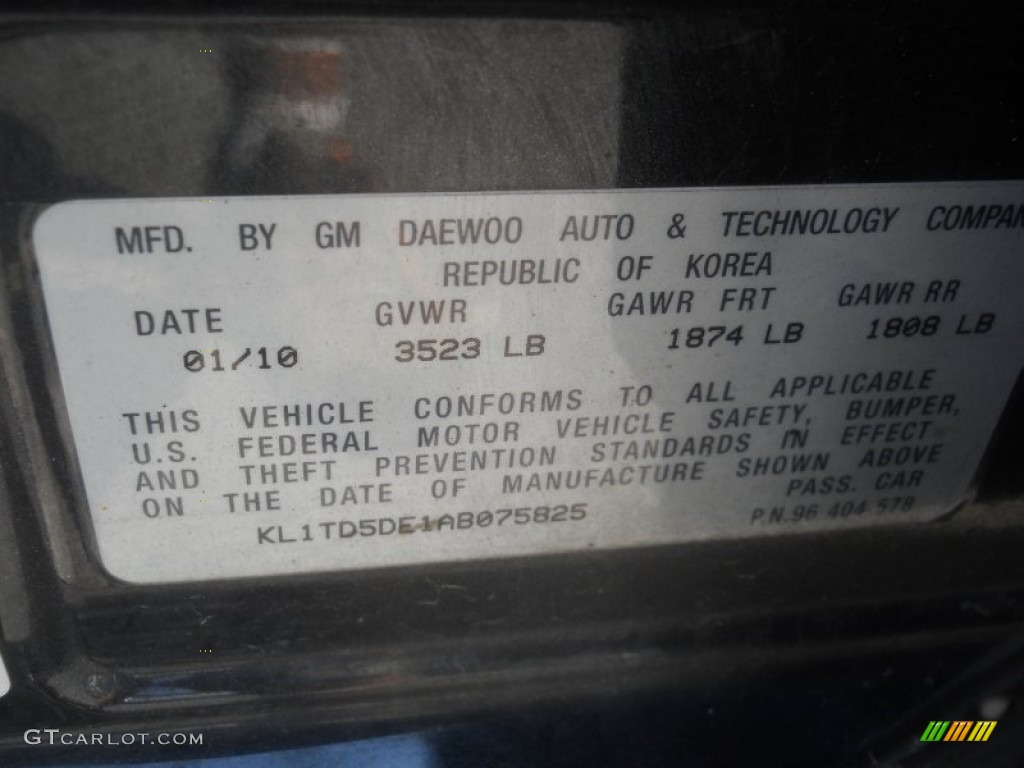 MFD. BY GM DAEWOO AUTO & TECHNOLOGY COMPAN
REPUBLIC OF KOREA
DATE GVWR GAWR FRT GAWR RR
01/10 3523 LB 1874 LB 1808 LB
THIS VEHICLE CONFORMS TO ALL APPLICABLE
U.S. FEDERAL MOTOR VEHICLE SAFETY, BUMPER,
AND THEFT PREVENTION STANDARDS IN EFFECT
ON THE DATE OF MANUFACTURE SHOWN ABOVE
PASS. CAR
KL1TD5DE1AB075825 P.N.96 404 578
GTCARLOT.COM